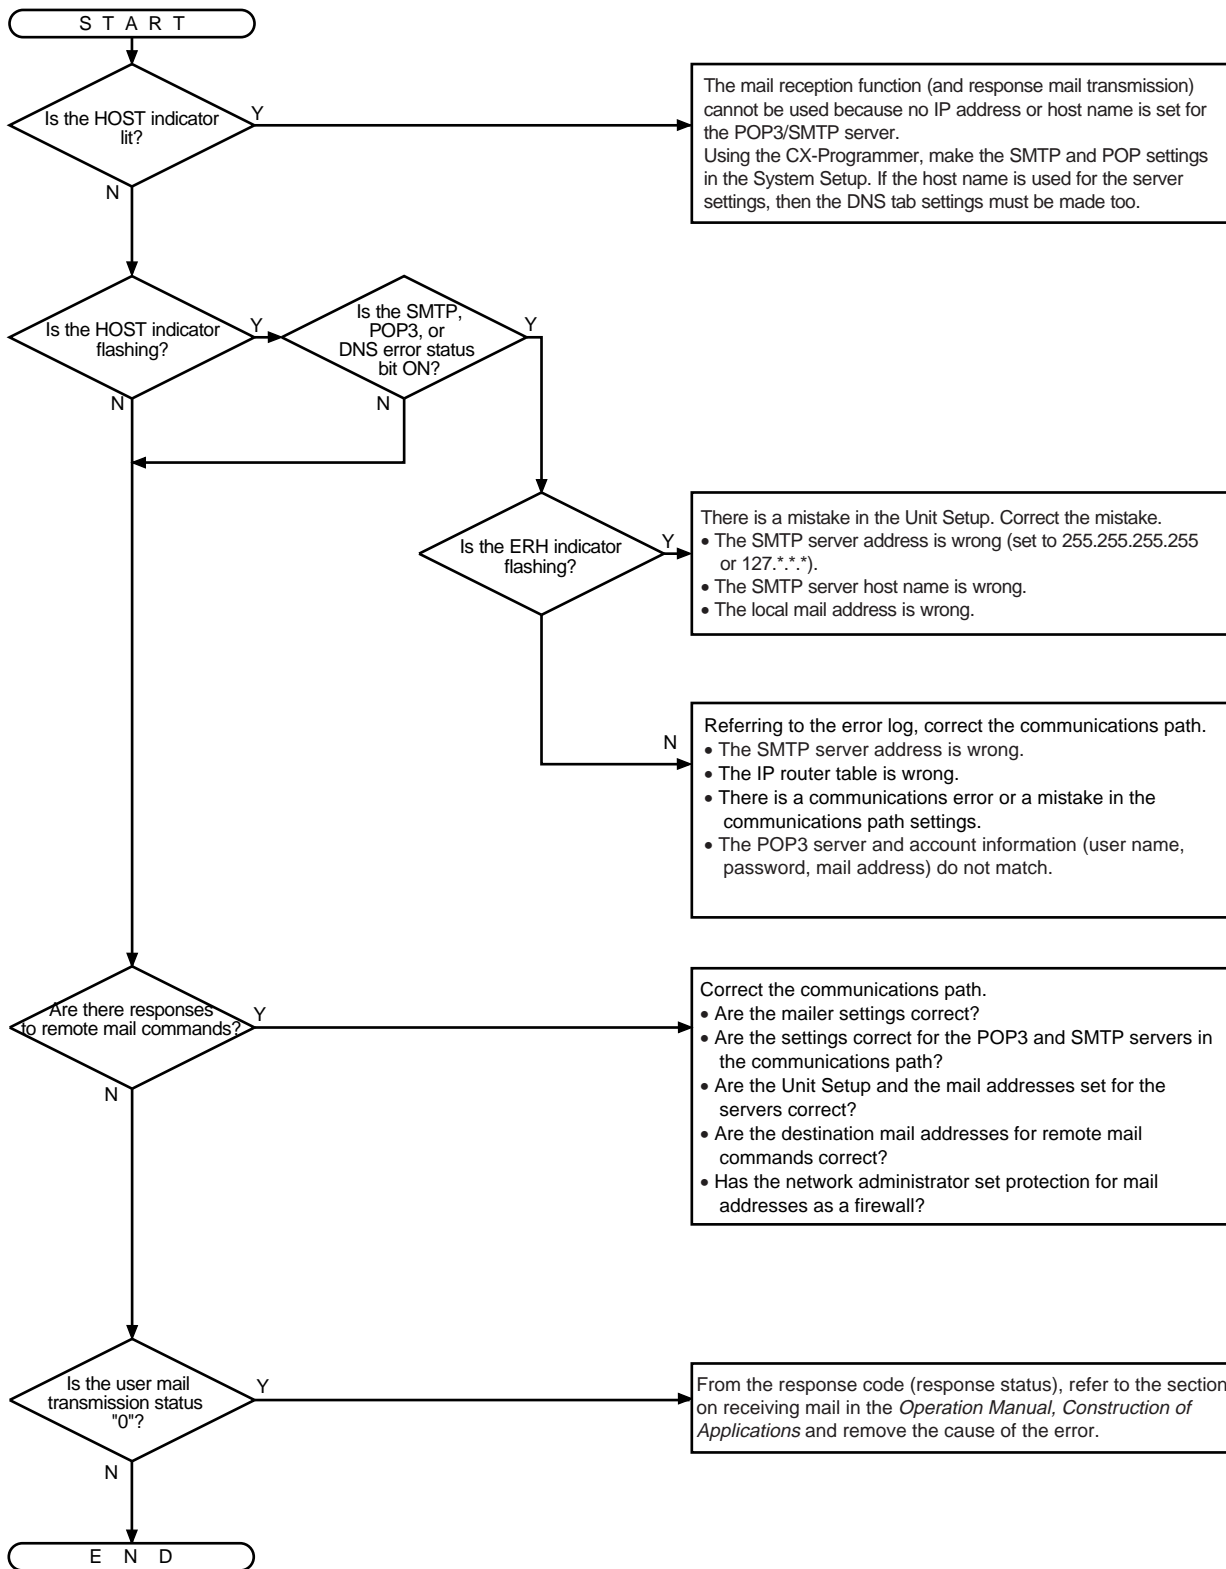 S T A R T
Is the HOST indicator
lit?
Y
N
The mail reception function (and response mail transmission)
cannot be used because no IP address or host name is set for
the POP3/SMTP server.
Using the CX-Programmer, make the SMTP and POP settings
in the System Setup. If the host name is used for the server
settings, then the DNS tab settings must be made too.
Is the HOST indicator
flashing?
Y
N
Is the SMTP,
POP3, or
DNS error status
bit ON?
Y
N
Is the ERH indicator
flashing?
Y
There is a mistake in the Unit Setup. Correct the mistake.
• The SMTP server address is wrong (set to 255.255.255.255
or 127.*.*.*).
• The SMTP server host name is wrong.
• The local mail address is wrong.
N
Referring to the error log, correct the communications path.
• The SMTP server address is wrong.
• The IP router table is wrong.
• There is a communications error or a mistake in the
communications path settings.
• The POP3 server and account information (user name,
password, mail address) do not match.
Are there responses
to remote mail commands?
Y
N
Correct the communications path.
• Are the mailer settings correct?
• Are the settings correct for the POP3 and SMTP servers in
the communications path?
• Are the Unit Setup and the mail addresses set for the
servers correct?
• Are the destination mail addresses for remote mail
commands correct?
• Has the network administrator set protection for mail
addresses as a firewall?
Is the user mail
transmission status
"0"?
Y
N
From the response code (response status), refer to the section
on receiving mail in the Operation Manual, Construction of
Applications and remove the cause of the error.
E N D